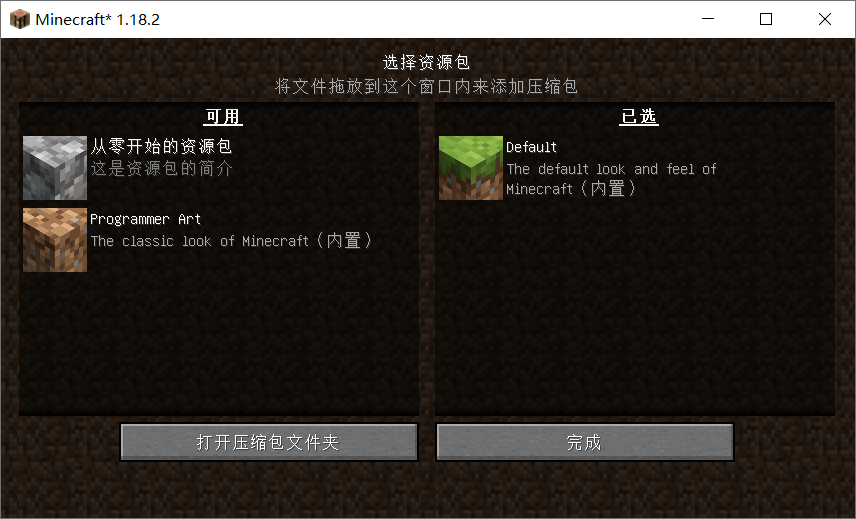 Minecraft* 1.18.2
选择资源包
将文件拖放到这个窗口内来添加压缩包
可用
从零开始的资源包
这是资源包的简介
Programmer Art
The classic look of Minecraft（内置）
已选
Default
The default look and feel of
Minecraft（内置）
打开压缩包文件夹
完成